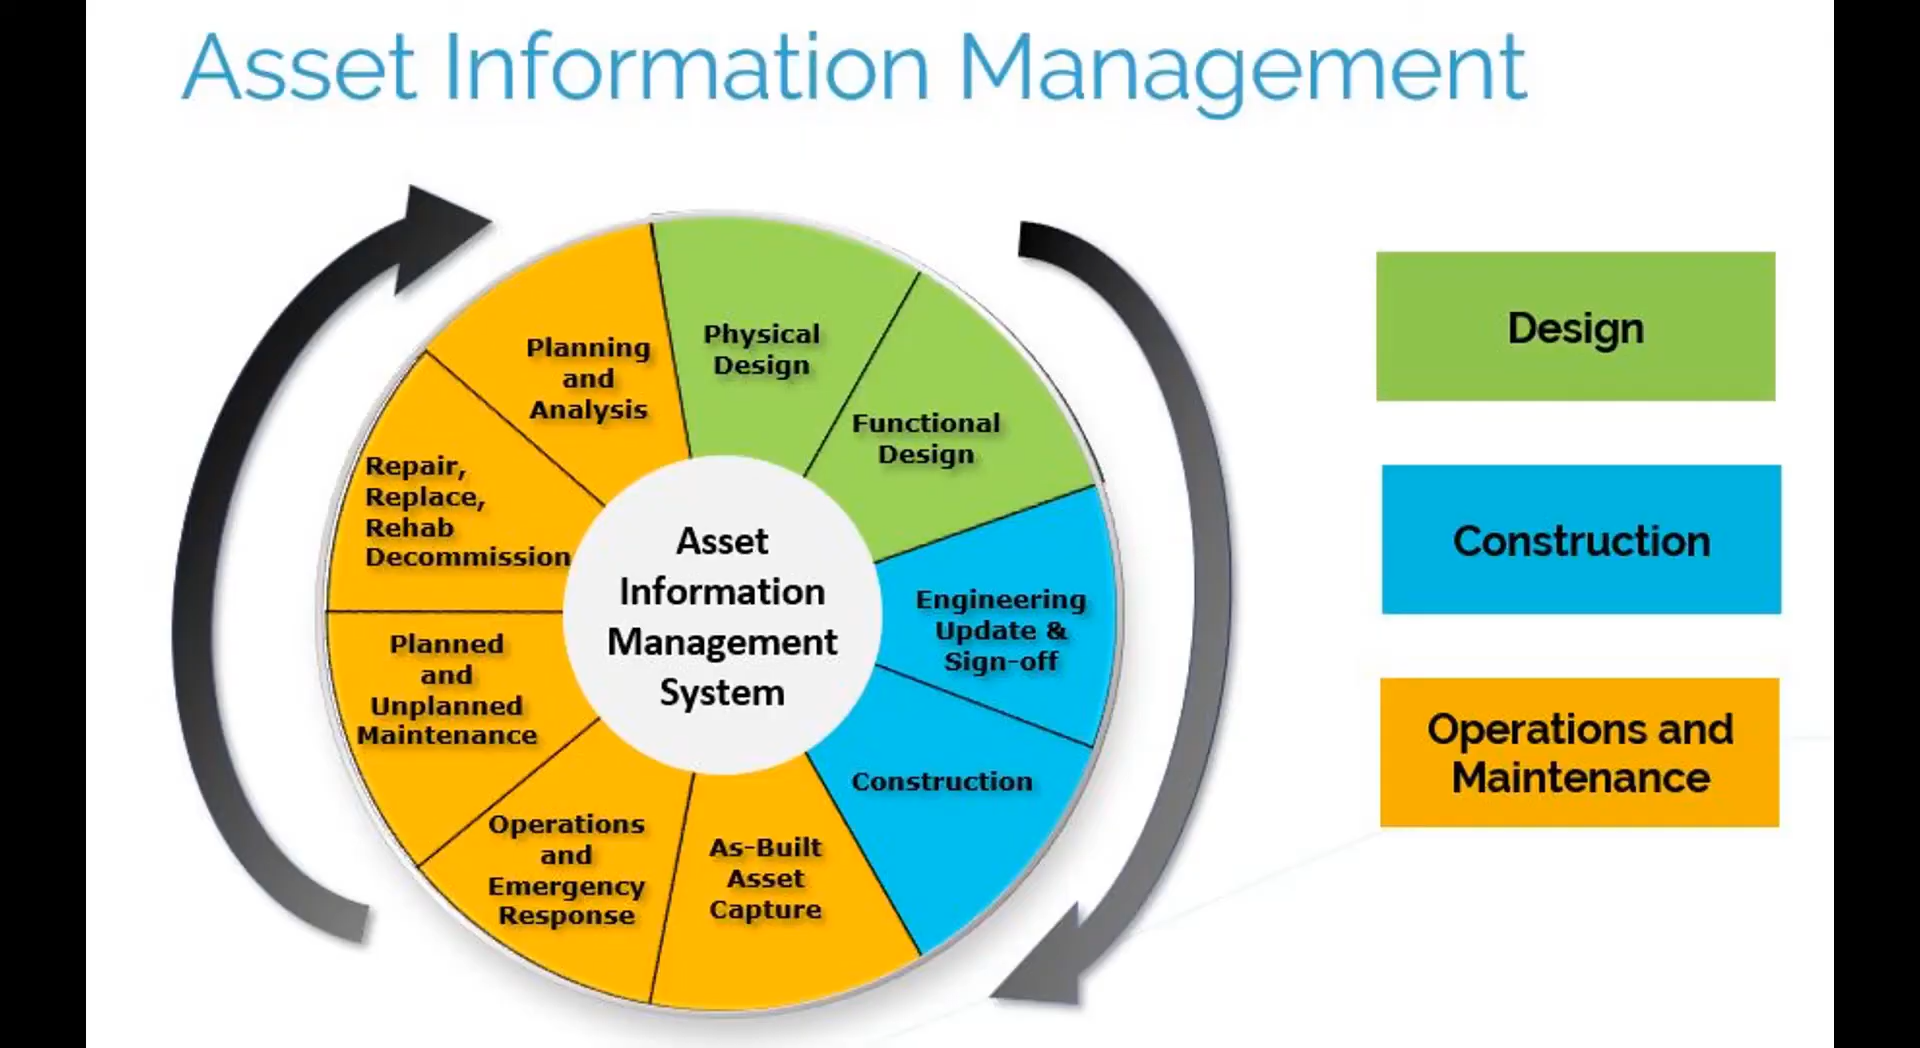 Asset Information Management
Physical
Design
Functional
Design
Engineering
Update &
Sign-off
Construction
As-Built
Asset
Capture
Operations
and
Emergency
Response
Planned
and
Unplanned
Maintenance
Repair,
Replace,
Rehab
Decommission
Planning
and
Analysis
Asset
Information
Management
System
Design
Construction
Operations and
Maintenance